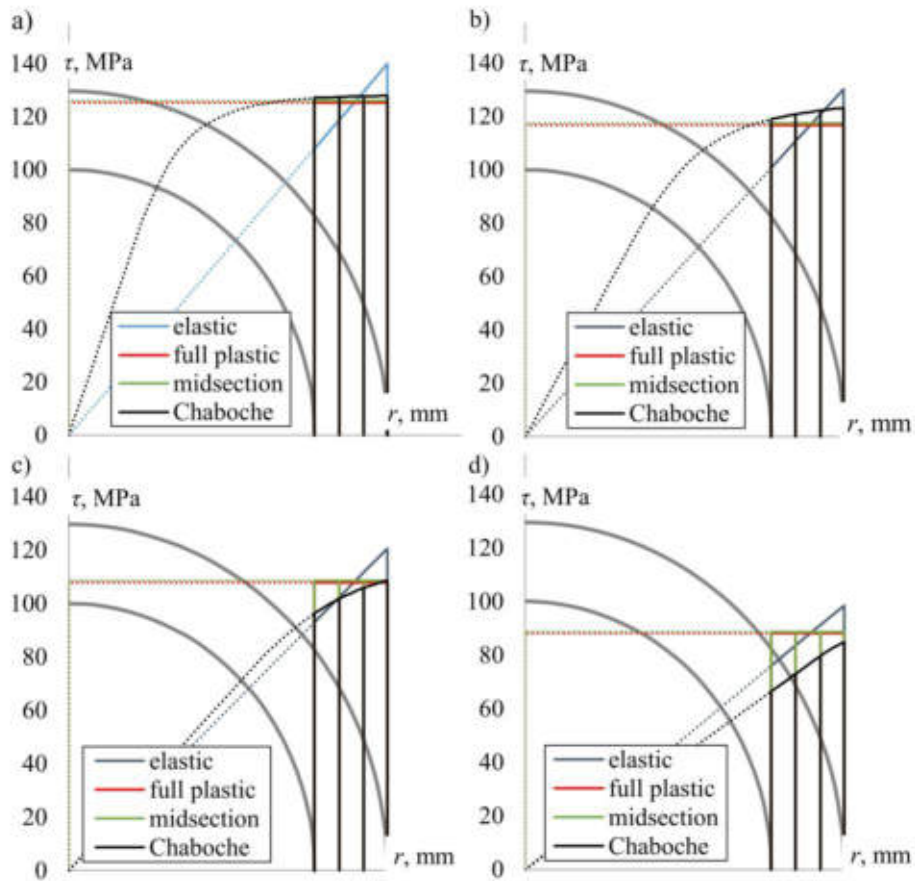 a)
τ, MPa
140
120
100
80
60
40
20
0
elastic
full plastic
midsection
Chaboche
r, mm
b)
τ, MPa
140
120
100
80
60
40
20
0
elastic
full plastic
midsection
Chaboche
r, mm
c)
τ, MPa
140
120
100
80
60
40
20
0
elastic
full plastic
midsection
Chaboche
r, mm
d)
τ, MPa
140
120
100
80
60
40
20
0
elastic
full plastic
midsection
Chaboche
r, mm